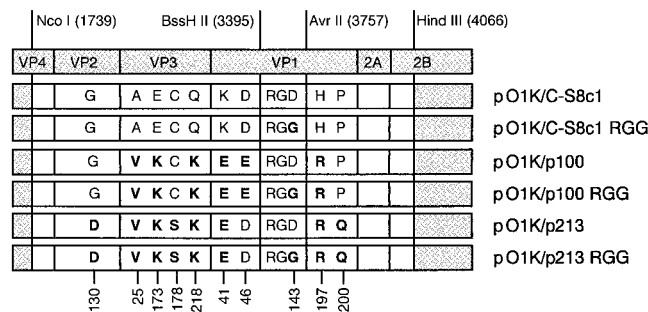 Nco I (1739) BssH II (3395) Avr II (3757) Hind III (4066)
VP4 VP2 VP3 VP1 2A 2B
G A E C Q K D RGD H P pO1K/C-S8c1
G A E C Q K D RGG H P pO1K/C-S8c1 RGG
G V K C K E E RGD R P pO1K/p100
G V K C K E E RGG R P pO1K/p100 RGG
D V K S K E D RGD R Q pO1K/p213
D V K S K E D RGG R Q pO1K/p213 RGG
130 25 173 178 218 41 46 143 197 200